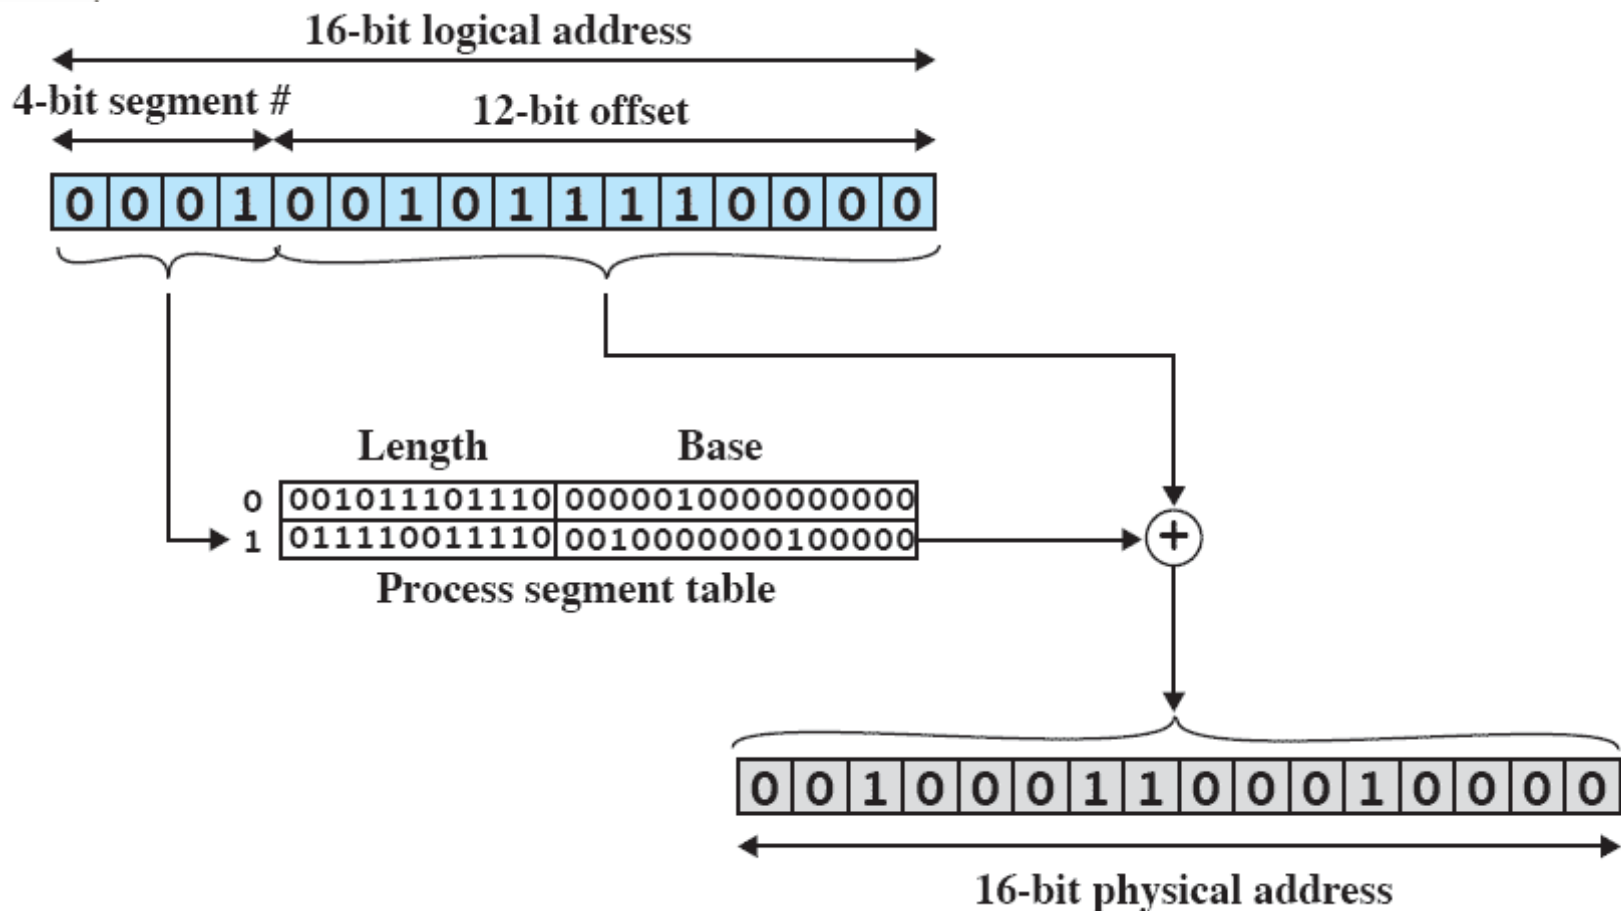 16-bit logical address
4-bit segment # 12-bit offset
0 0 0 1 0 0 1 0 1 1 1 1 0 0 0 0
Length Base
0 001011101110 0000010000000000
1 011110011110 0010000000100000
Process segment table
+
0 0 1 0 0 0 1 1 0 0 0 1 0 0 0 0
16-bit physical address